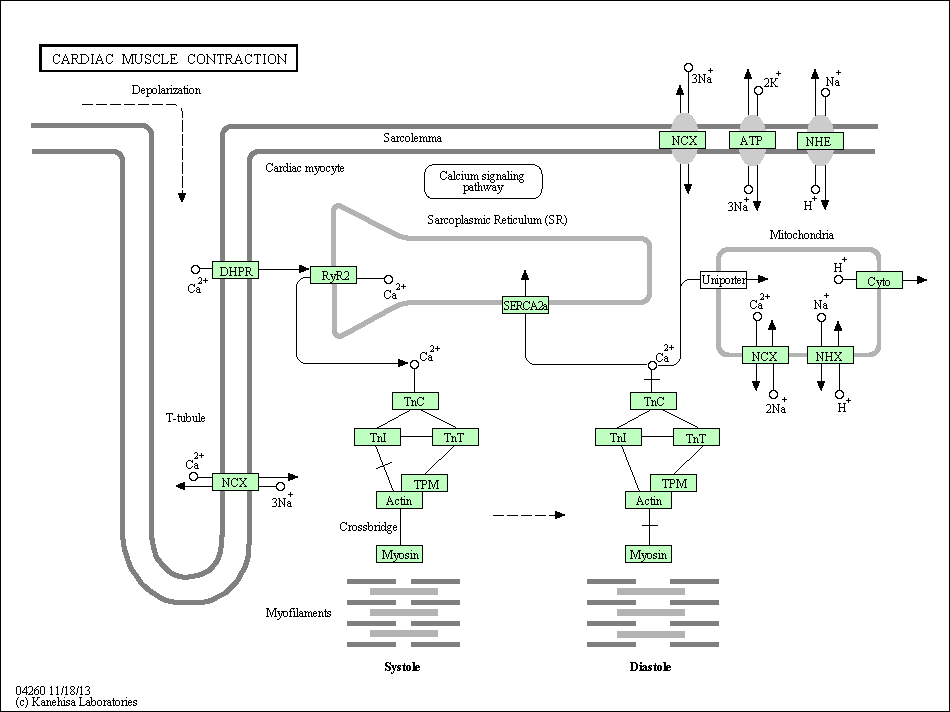 CARDIAC MUSCLE CONTRACTION
Depolarization
Sarcolemma
Cardiac myocyte
Calcium signaling
pathway
3Na+
2K+
Na+
NCX
ATP
NHE
3Na+
H+
Sarcoplasmic Reticulum (SR)
Mitochondria
DHPR
Ca2+
RyR2
Ca2+
SERCA2a
Uniporter
H+
Cyto
Ca2+
Na+
NCX
NHX
2Na+
H+
Ca2+
Ca2+
TnC
TnC
TnI
TnT
TnI
TnT
T-tubule
Ca2+
NCX
3Na+
TPM
Actin
TPM
Actin
Crossbridge
Myosin
Myosin
Myofilaments
Systole
Diastole
04260 11/18/13
(c) Kanehisa Laboratories